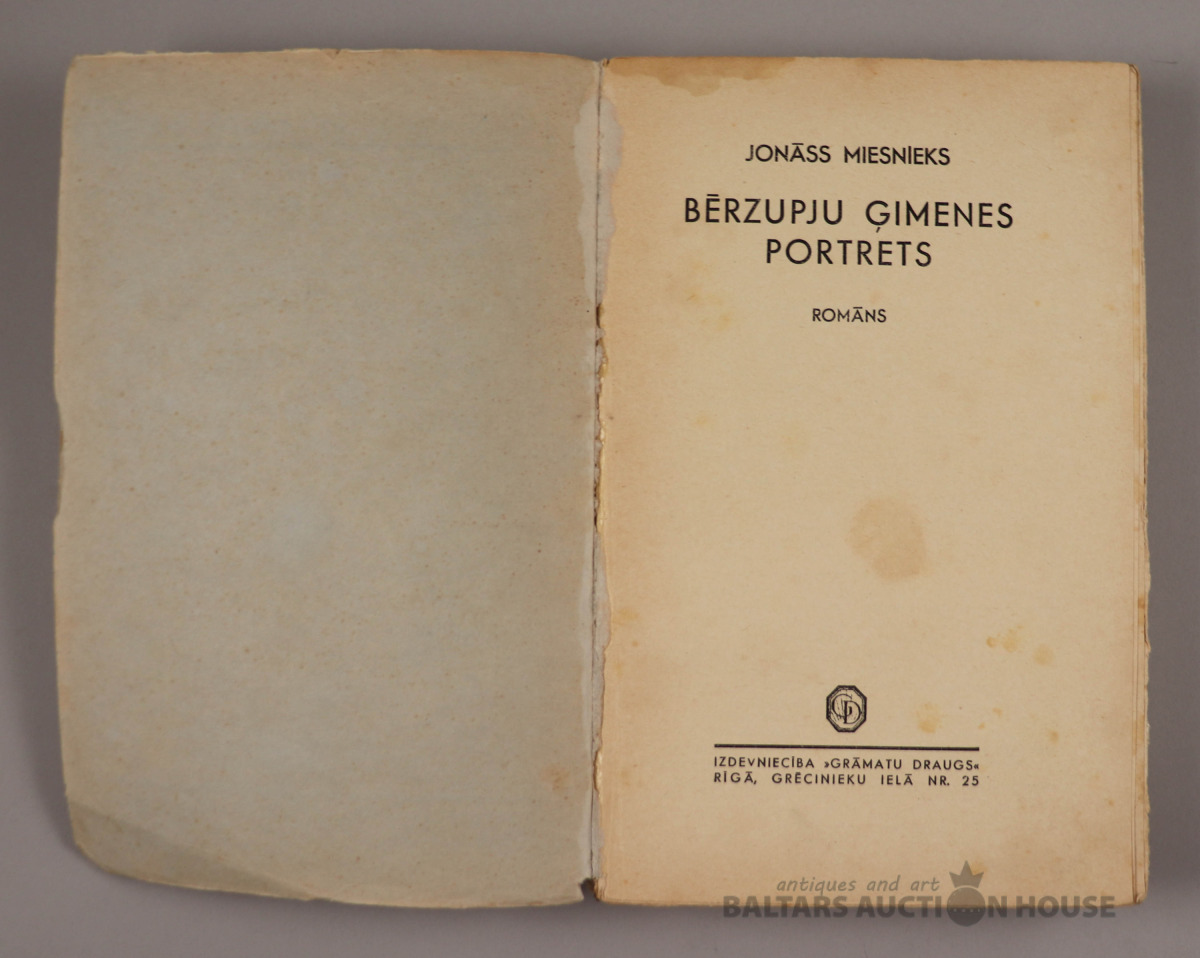 JONĀSS MIESNIEKS
BĒRZUPJU ĢIMENES
PORTRETS
ROMĀNS
GD
IZDEVNIECĪBA »GRĀMATU DRAUGS«
RĪGĀ, GRĒCINIEKU IELĀ NR. 25
antiques and art
BALTARS AUCTION HOUSE